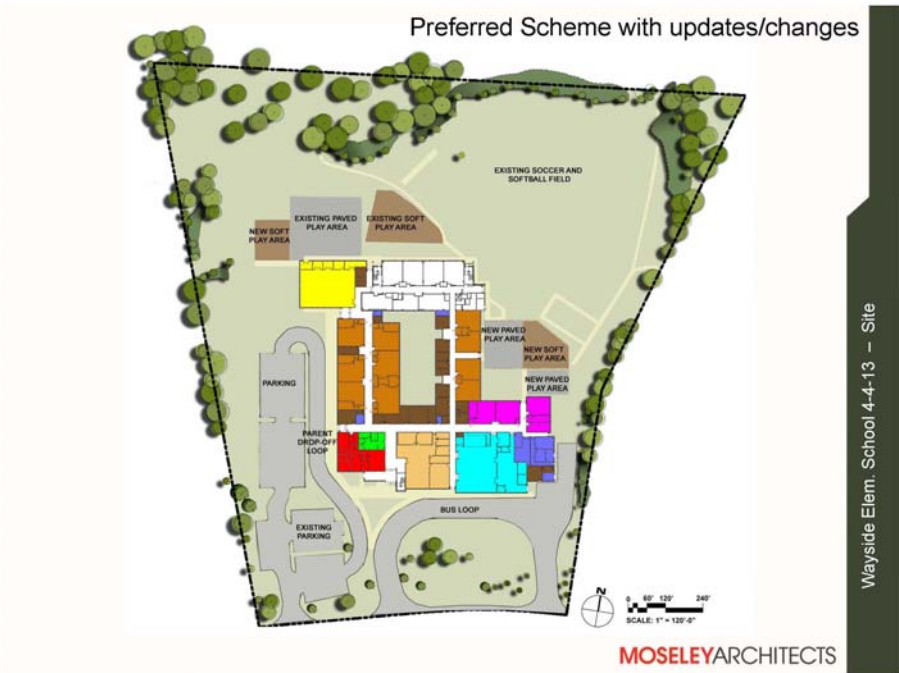 Preferred Scheme with updates/changes
EXISTING SOCCER AND
SOFTBALL FIELD
EXISTING PAVED
PLAY AREA
EXISTING SOFT
PLAY AREA
NEW SOFT
PLAY AREA
NEW PAVED
PLAY AREA
NEW SOFT
PLAY AREA
NEW PAVED
PLAY AREA
PARKING
PARENT
DROP-OFF
LOOP
BUS LOOP
EXISTING
PARKING
N
0 60' 120' 240'
SCALE: 1" = 120'-0"
Wayside Elem. School 4-4-13 – Site
MOSELEYARCHITECTS